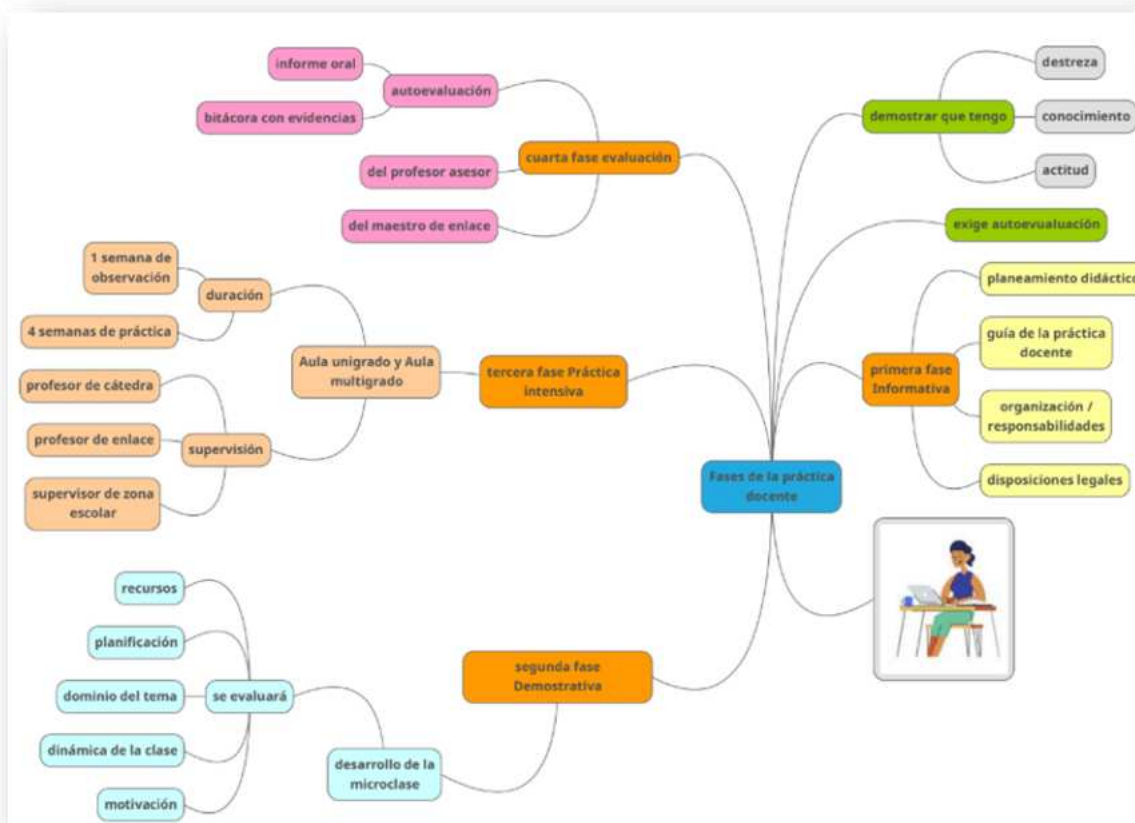 Fases de la práctica
docente
demostrar que tengo
destreza
conocimiento
actitud
exige autoevualuación
primera fase
Informativa
planeamiento didáctico
guía de la práctica
docente
organización /
responsabilidades
disposiciones legales
segunda fase
Demostrativa
desarrollo de la
microclase
se evaluará
recursos
planificación
dominio del tema
dinámica de la clase
motivación
tercera fase Práctica
intensiva
Aula unigrado y Aula
multigrado
duración
1 semana de
observación
4 semanas de práctica
supervisión
profesor de cátedra
profesor de enlace
supervisor de zona
escolar
cuarta fase evaluación
autoevaluación
informe oral
bitácora con evidencias
del profesor asesor
del maestro de enlace